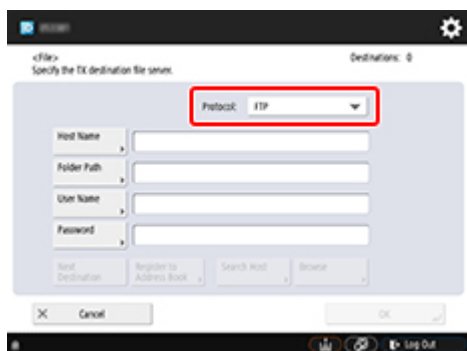 <File>
Destinations: 0
Specify the TX destination file server.
Protocol: FTP
Host Name
Folder Path
User Name
Password
Next Destination
Register to Address Book
Search Host
Browse
Cancel
OK
Log Out